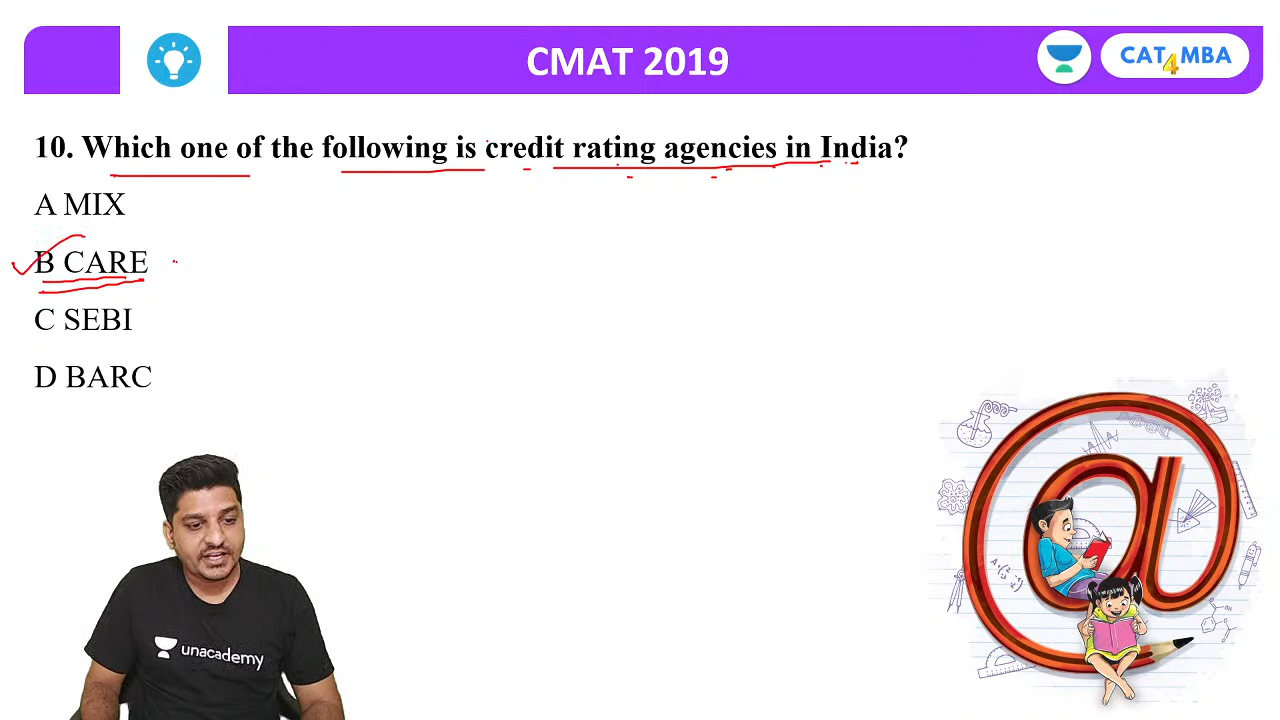 CMAT 2019
CAT4MBA
10. Which one of the following is credit rating agencies in India?
A MIX
B CARE
C SEBI
D BARC
unacademy